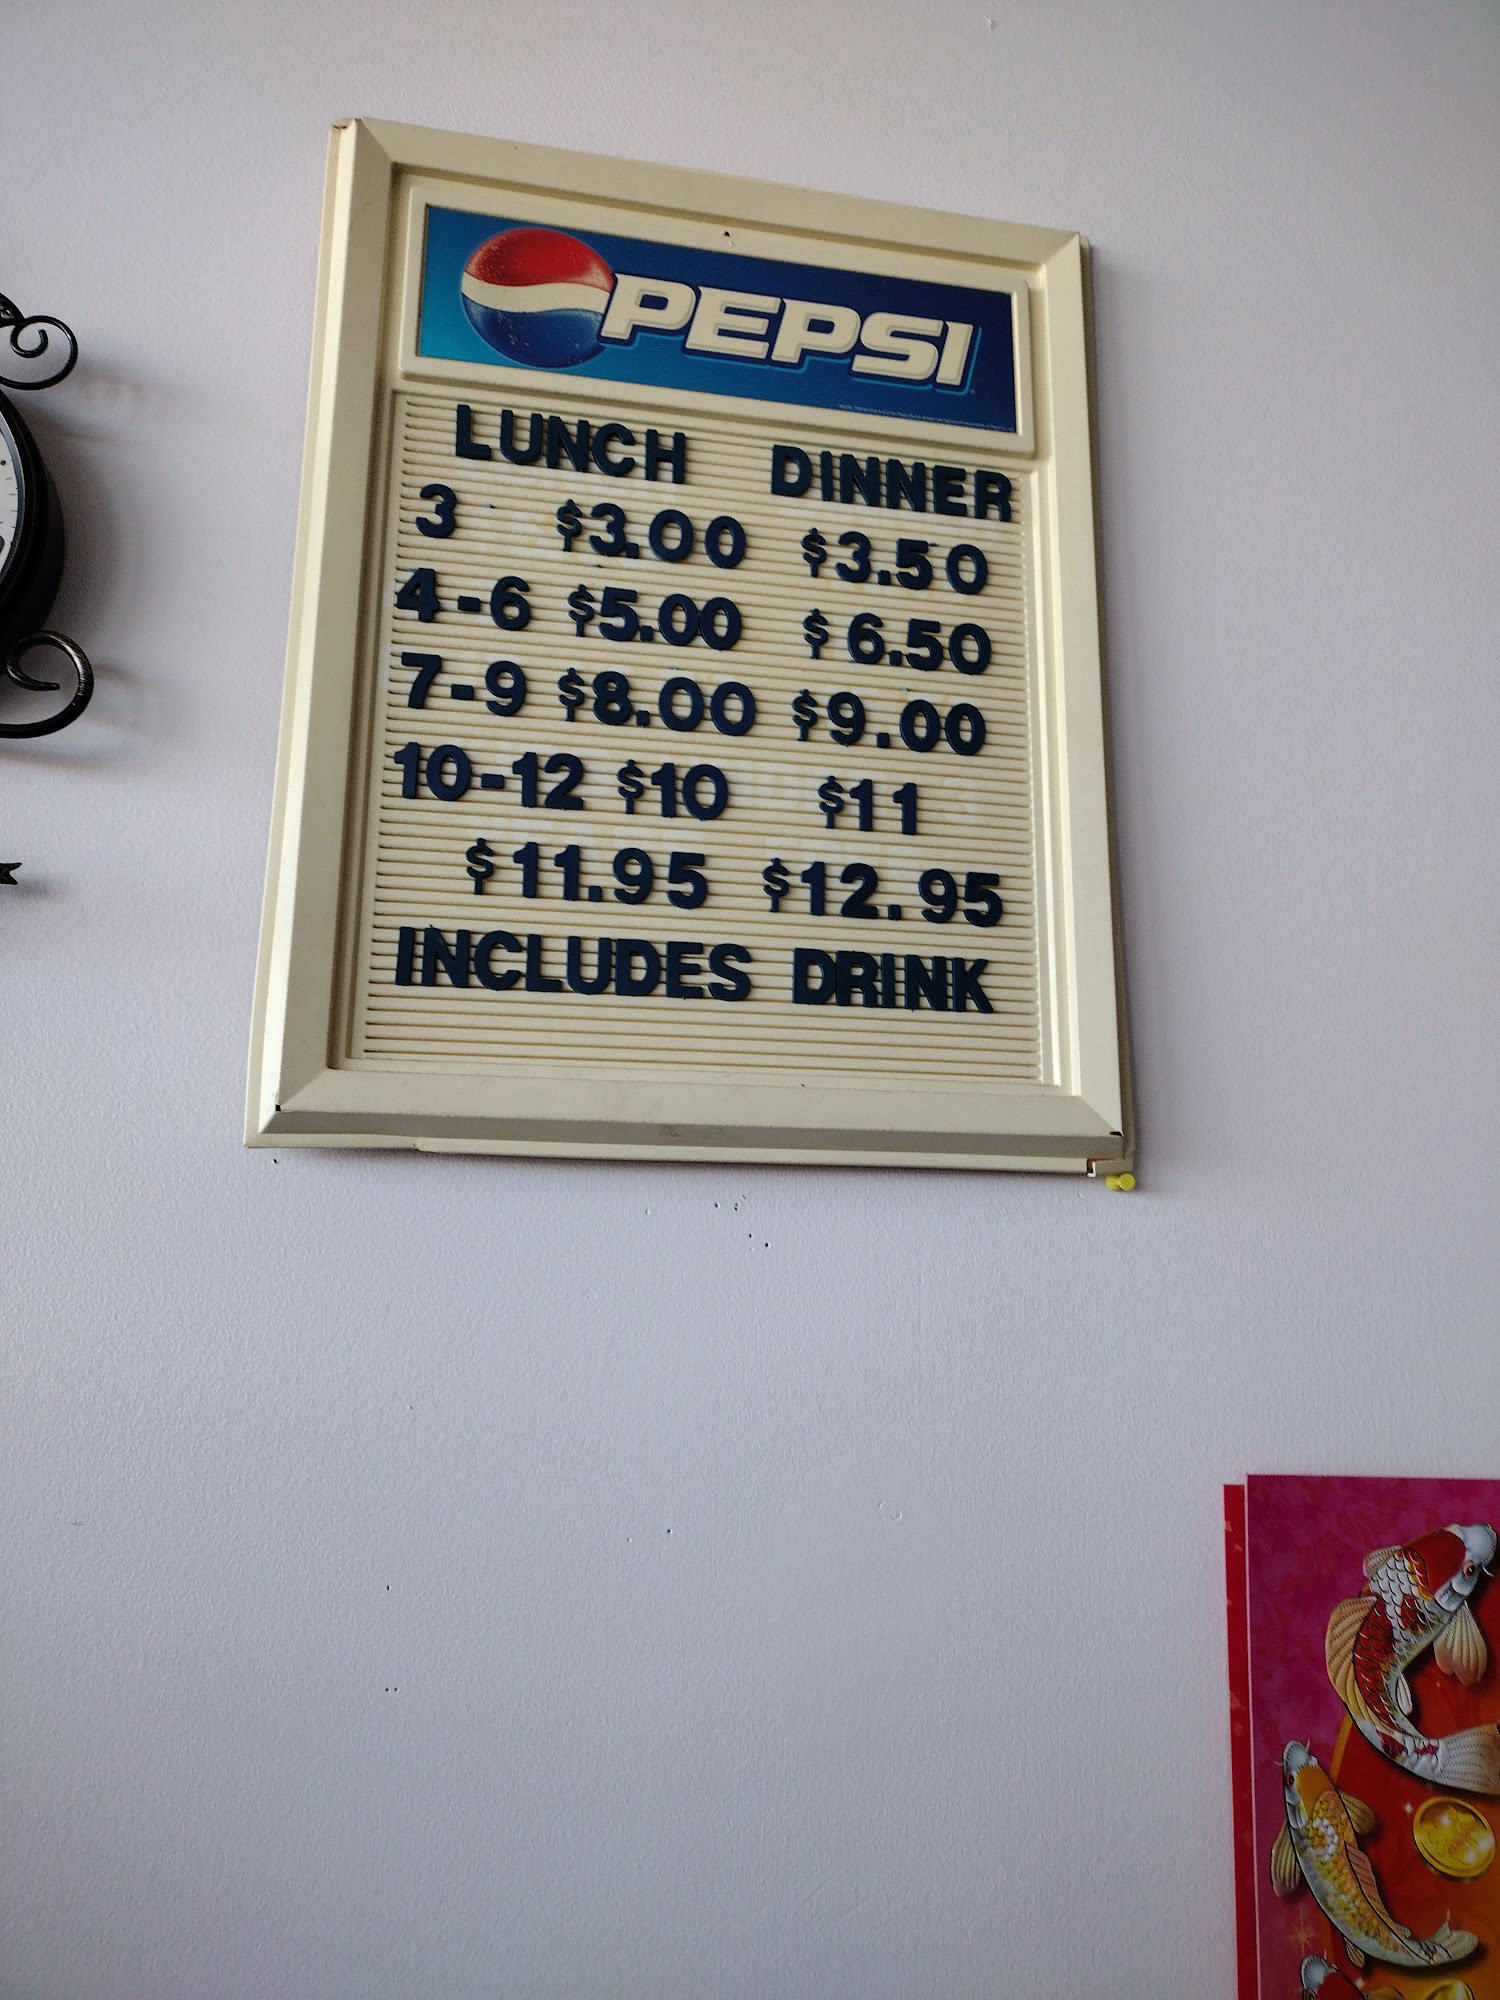 PEPSI
LUNCH DINNER
3 $3.00 $3.50
4-6 $5.00 $6.50
7-9 $8.00 $9.00
10-12 $10 $11
$11.95 $12.95
INCLUDES DRINK